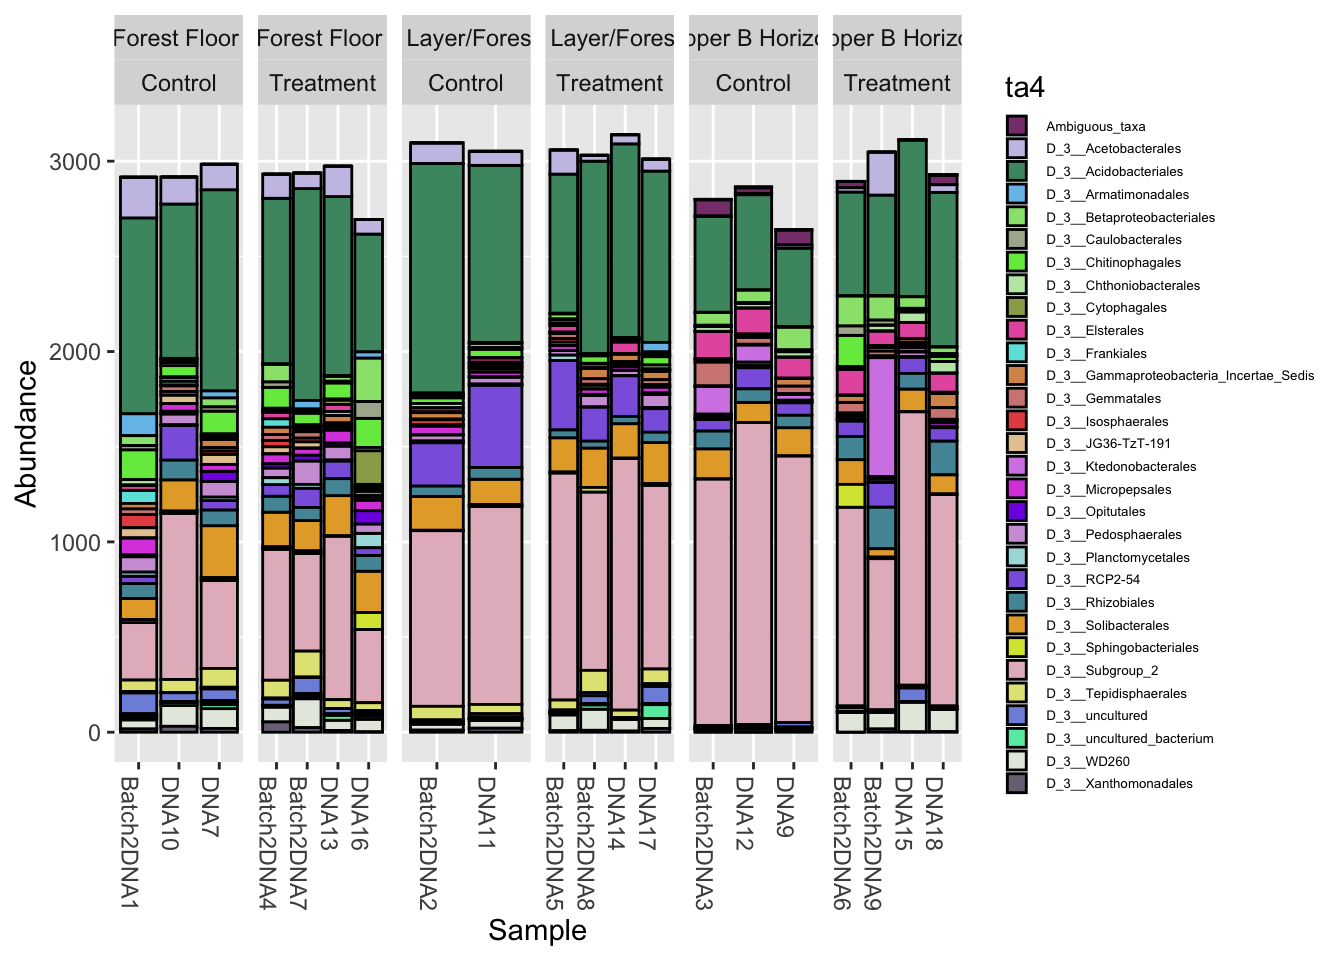 Forest Floor Forest Floor Layer/Fores Layer/Fores pper B Horizo pper B Horizo
Control Treatment Control Treatment Control Treatment
Abundance
3000
2000
1000
0
Batch2DNA1 DNA10 DNA7 Batch2DNA4 Batch2DNA7 DNA13 DNA16 Batch2DNA2 DNA11 Batch2DNA5 Batch2DNA8 DNA14 DNA17 Batch2DNA3 DNA12 DNA9 Batch2DNA6 Batch2DNA9 DNA15 DNA18
Sample
ta4
Ambiguous_taxa
D_3__Acetobacterales
D_3__Acidobacteriales
D_3__Armatimonadales
D_3__Betaproteobacteriales
D_3__Caulobacterales
D_3__Chitinophagales
D_3__Chthoniobacterales
D_3__Cytophagales
D_3__Elsterales
D_3__Frankiales
D_3__Gammaproteobacteria_Incertae_Sedis
D_3__Gemmatales
D_3__Isosphaerales
D_3__JG36-TzT-191
D_3__Ktedonobacterales
D_3__Micropepsales
D_3__Opitutales
D_3__Pedosphaerales
D_3__Planctomycetales
D_3__RCP2-54
D_3__Rhizobiales
D_3__Solibacterales
D_3__Sphingobacteriales
D_3__Subgroup_2
D_3__Tepidisphaerales
D_3__uncultured
D_3__uncultured_bacterium
D_3__WD260
D_3__Xanthomonadales